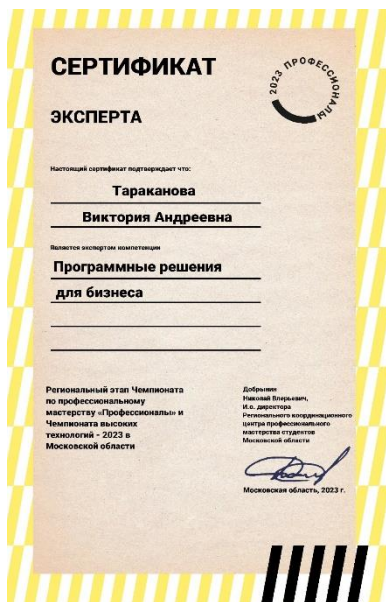 СЕРТИФИКАТ
2023 ПРОФЕССИОНАЛЫ
ЭКСПЕРТА
Настоящий сертификат подтверждает что:
Тараканова
Виктория Андреевна
Является экспертом компетенции
Программные решения
для бизнеса
Региональный этап Чемпионата
по профессиональному
мастерству «Профессионалы» и
Чемпионата высоких
технологий - 2023 в
Московской области
Добрынин
Николай Влерьевич,
И.о. директора
Регионального координационного
центра профессионального
мастерства студентов
Московской области
Московская область, 2023 г.